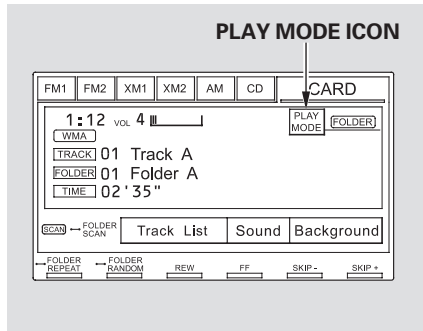 PLAY MODE ICON
FM1 FM2 XM1 XM2 AM CD CARD
1:12 VOL 4 PLAY MODE FOLDER
WMA
TRACK 01 Track A
FOLDER 01 Folder A
TIME 02'35"
SCAN FOLDER SCAN Track List Sound Background
FOLDER REPEAT FOLDER RANDOM REW FF SKIP - SKIP +